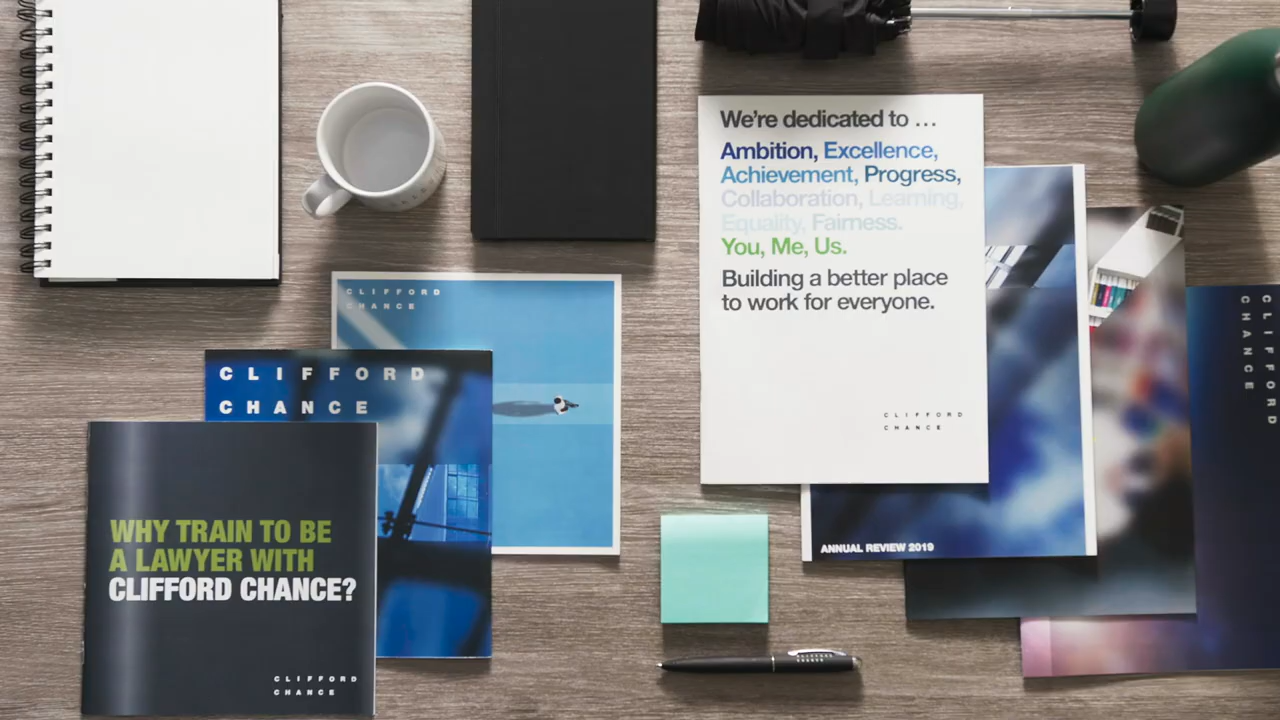 We're dedicated to ...
Ambition, Excellence,
Achievement, Progress,
Collaboration, Learning,
Equality, Fairness.
You, Me, Us.
Building a better place
to work for everyone.
CLIFFORD
CHANCE
CLIFFORD
CHANCE
CLIFFORD
CHANCE
WHY TRAIN TO BE
A LAWYER WITH
CLIFFORD CHANCE?
CLIFFORD
CHANCE
ANNUAL REVIEW 2019
CLIFFORD
CHANCE
CLIFFORD
CHANCE